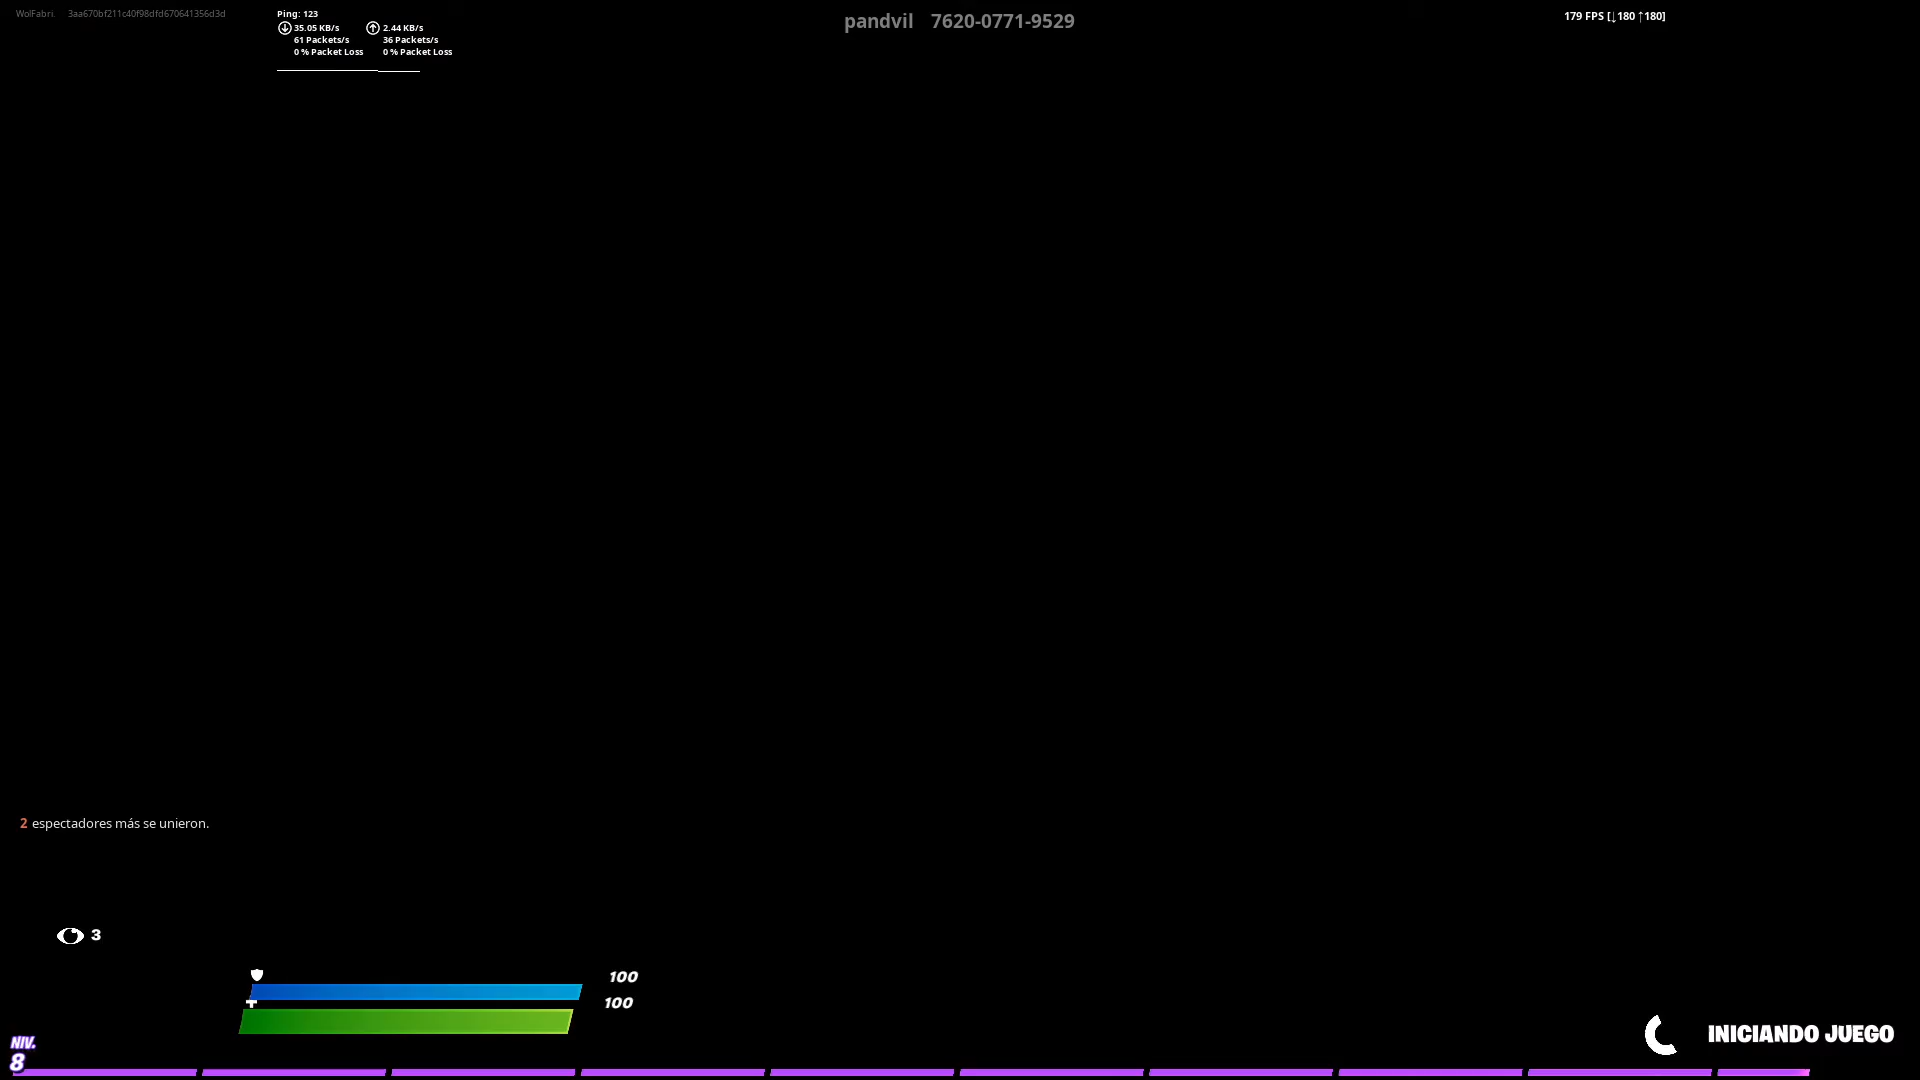 WolFabri. 3aa670bf211c40f98dfd670641356d3d
Ping: 123
35.05 KB/s 2.44 KB/s
61 Packets/s 36 Packets/s
0 % Packet Loss 0 % Packet Loss
pandvil 7620-0771-9529
179 FPS [↓180 ↑180]
2 espectadores más se unieron.
3
100
100
NIV.
8
INICIANDO JUEGO